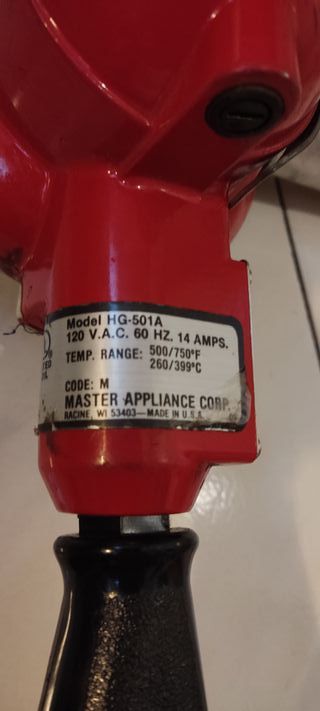 Model HG-501A
120 V.A.C. 60 HZ. 14 AMPS.
TEMP. RANGE: 500/750°F
260/399°C
CODE: M
MASTER APPLIANCE CORP.
RACINE, WI 53403—MADE IN U.S.A.